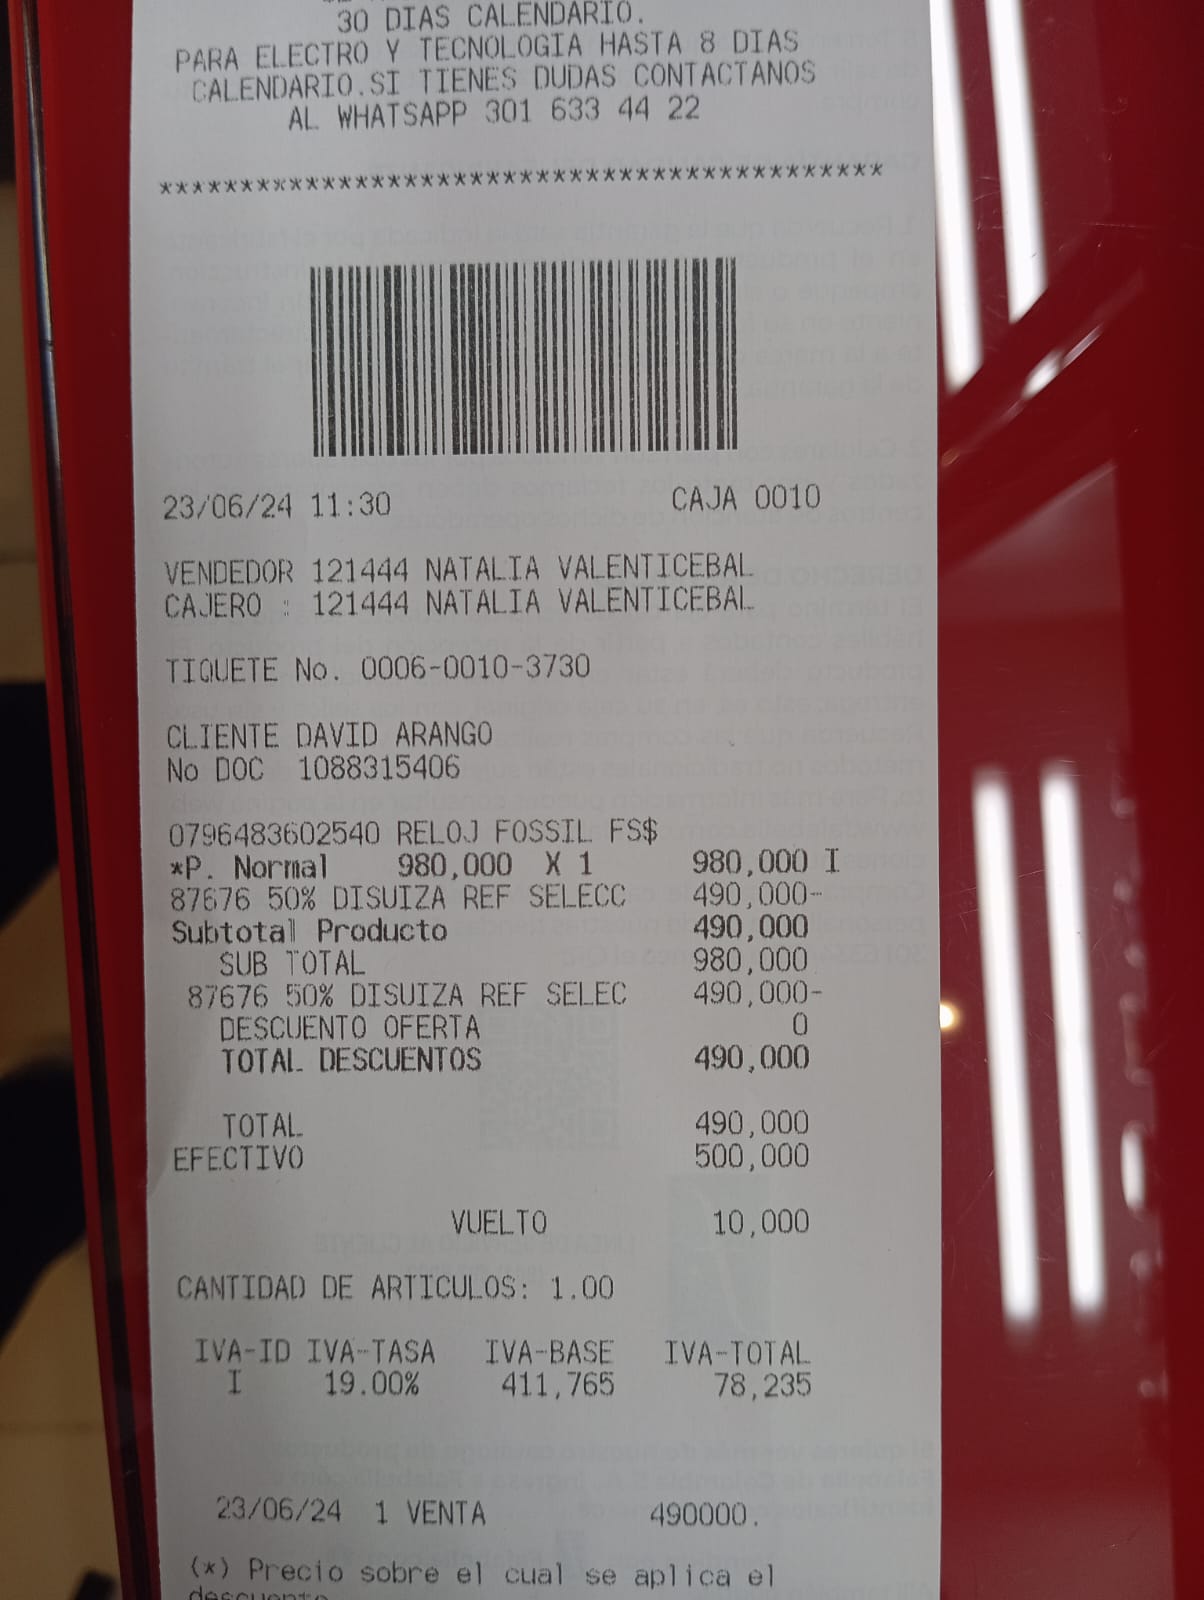 30 DIAS CALENDARIO.
PARA ELECTRO Y TECNOLOGIA HASTA 8 DIAS
CALENDARIO.SI TIENES DUDAS CONTACTANOS
AL WHATSAPP 301 633 44 22
********************************************
23/06/24 11:30 CAJA 0010
VENDEDOR 121444 NATALIA VALENTICEBAL
CAJERO : 121444 NATALIA VALENTICEBAL
TIQUETE No. 0006-0010-3730
CLIENTE DAVID ARANGO
No DOC 1088315406
0796483602540 RELOJ FOSSIL FS$
*P. Normal 980,000 X 1 980,000 I
87676 50% DISUIZA REF SELECC 490,000-
Subtotal Producto 490,000
SUB TOTAL 980,000
87676 50% DISUIZA REF SELEC 490,000-
DESCUENTO OFERTA 0
TOTAL DESCUENTOS 490,000
TOTAL 490,000
EFECTIVO 500,000
VUELTO 10,000
CANTIDAD DE ARTICULOS: 1.00
IVA-ID IVA-TASA IVA-BASE IVA-TOTAL
I 19.00% 411,765 78,235
23/06/24 1 VENTA 490000.
(*) Precio sobre el cual se aplica el
descuento